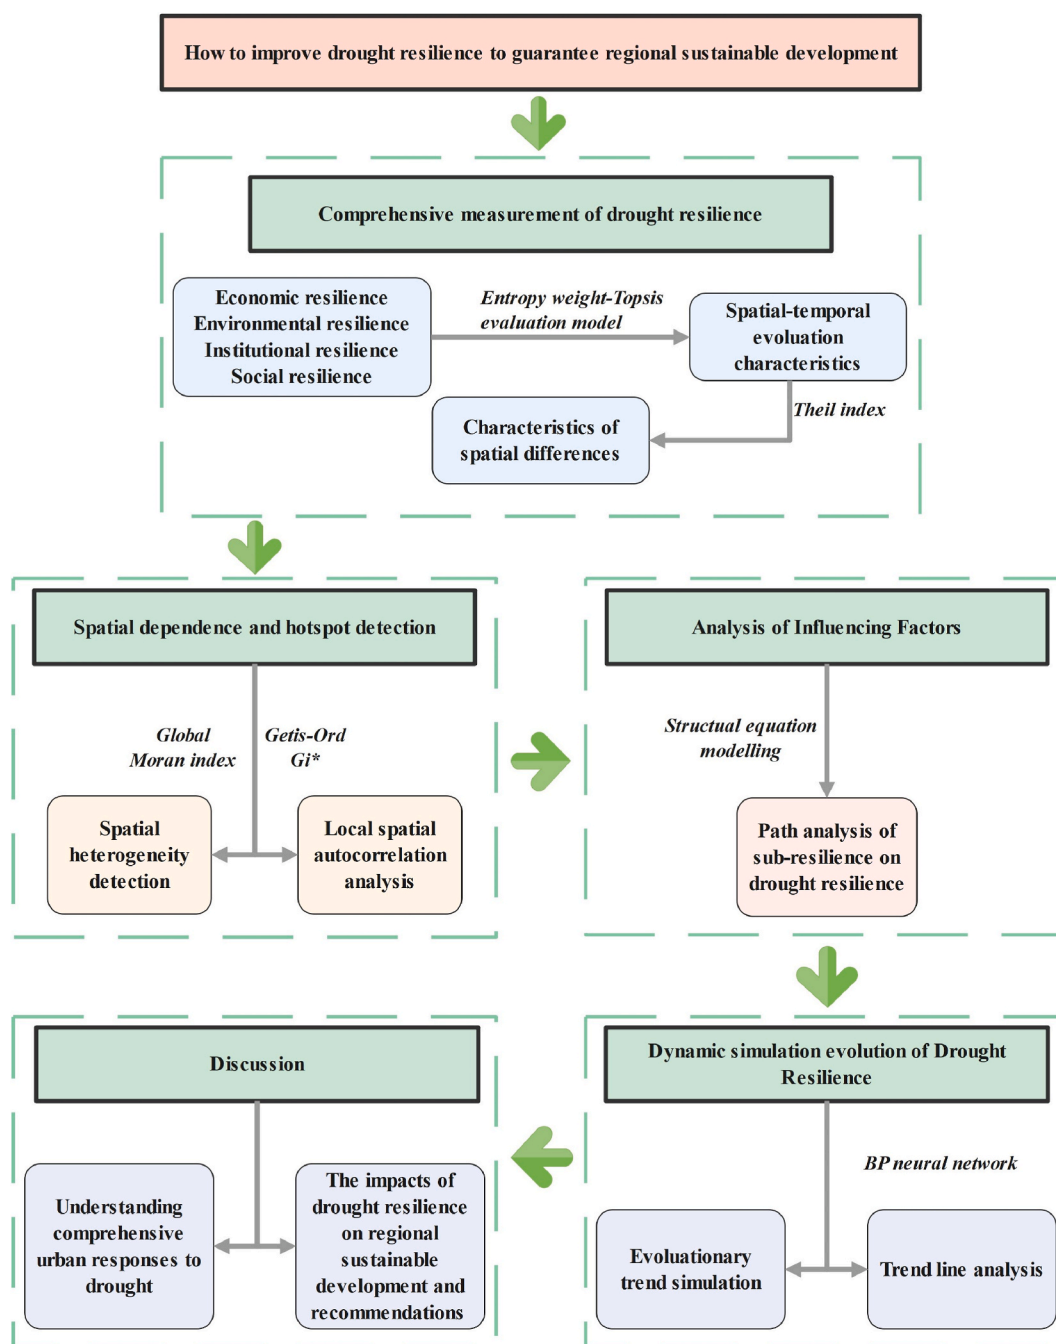 How to improve drought resilience to guarantee regional sustainable development
Comprehensive measurement of drought resilience
Economic resilience
Environmental resilience
Institutional resilience
Social resilience
Entropy weight-Topsis
evaluation model
Spatial-temporal
evoluation
characteristics
Theil index
Characteristics of
spatial differences
Spatial dependence and hotspot detection
Global
Moran index
Getis-Ord
Gi*
Spatial
heterogeneity
detection
Local spatial
autocorrelation
analysis
Analysis of Influencing Factors
Structual equation
modelling
Path analysis of
sub-resilience on
drought resilience
Dynamic simulation evolution of Drought
Resilience
BP neural network
Evoluationary
trend simulation
Trend line analysis
Discussion
Understanding
comprehensive
urban responses to
drought
The impacts of
drought resilience
on regional
sustainable
development and
recommendations